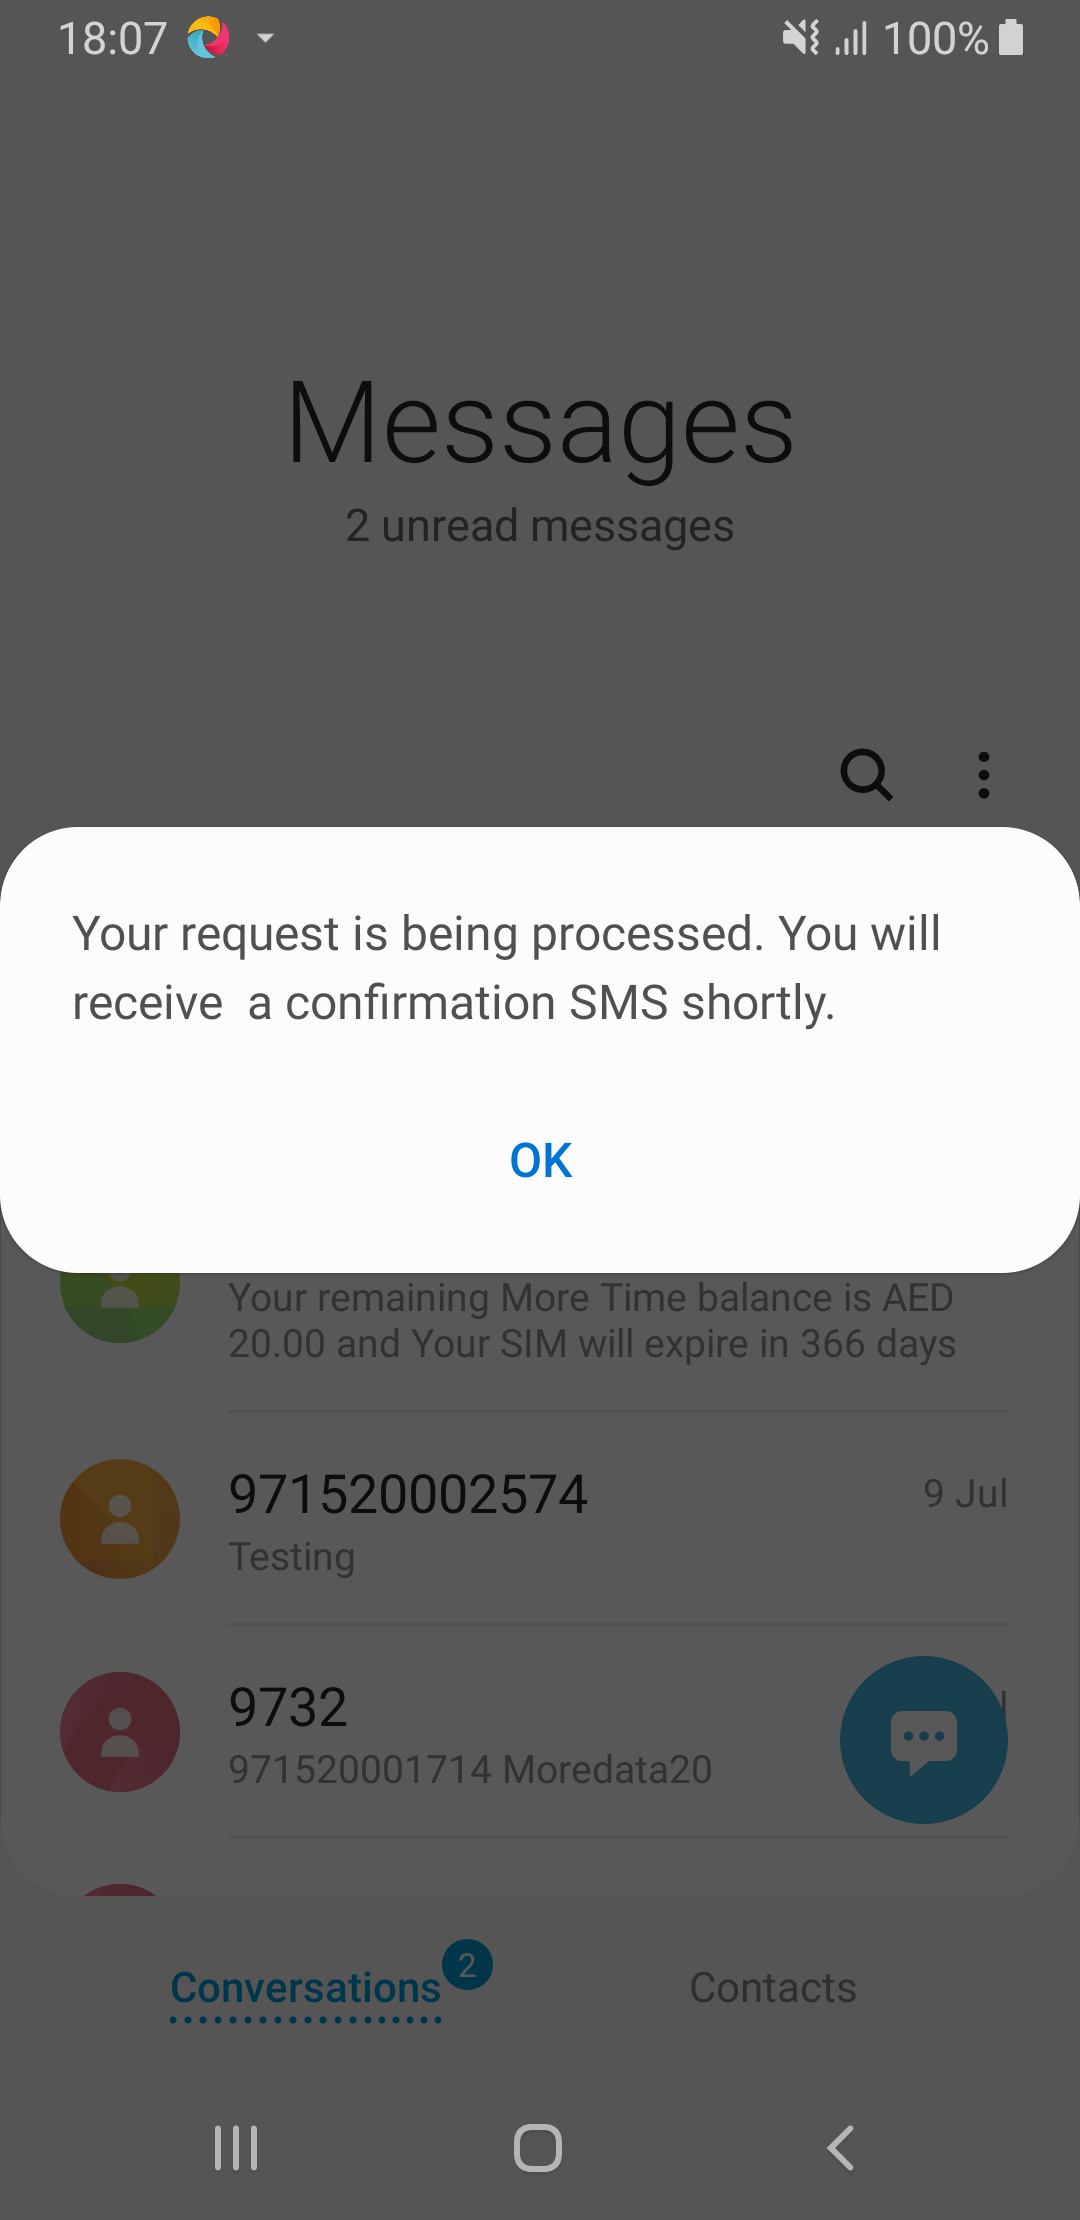 18:07
100%
Messages
2 unread messages
Your request is being processed. You will
receive  a confirmation SMS shortly.
OK
Your remaining More Time balance is AED
20.00 and Your SIM will expire in 366 days
971520002574
9 Jul
Testing
9732
971520001714 Moredata20
Conversations
2
Contacts